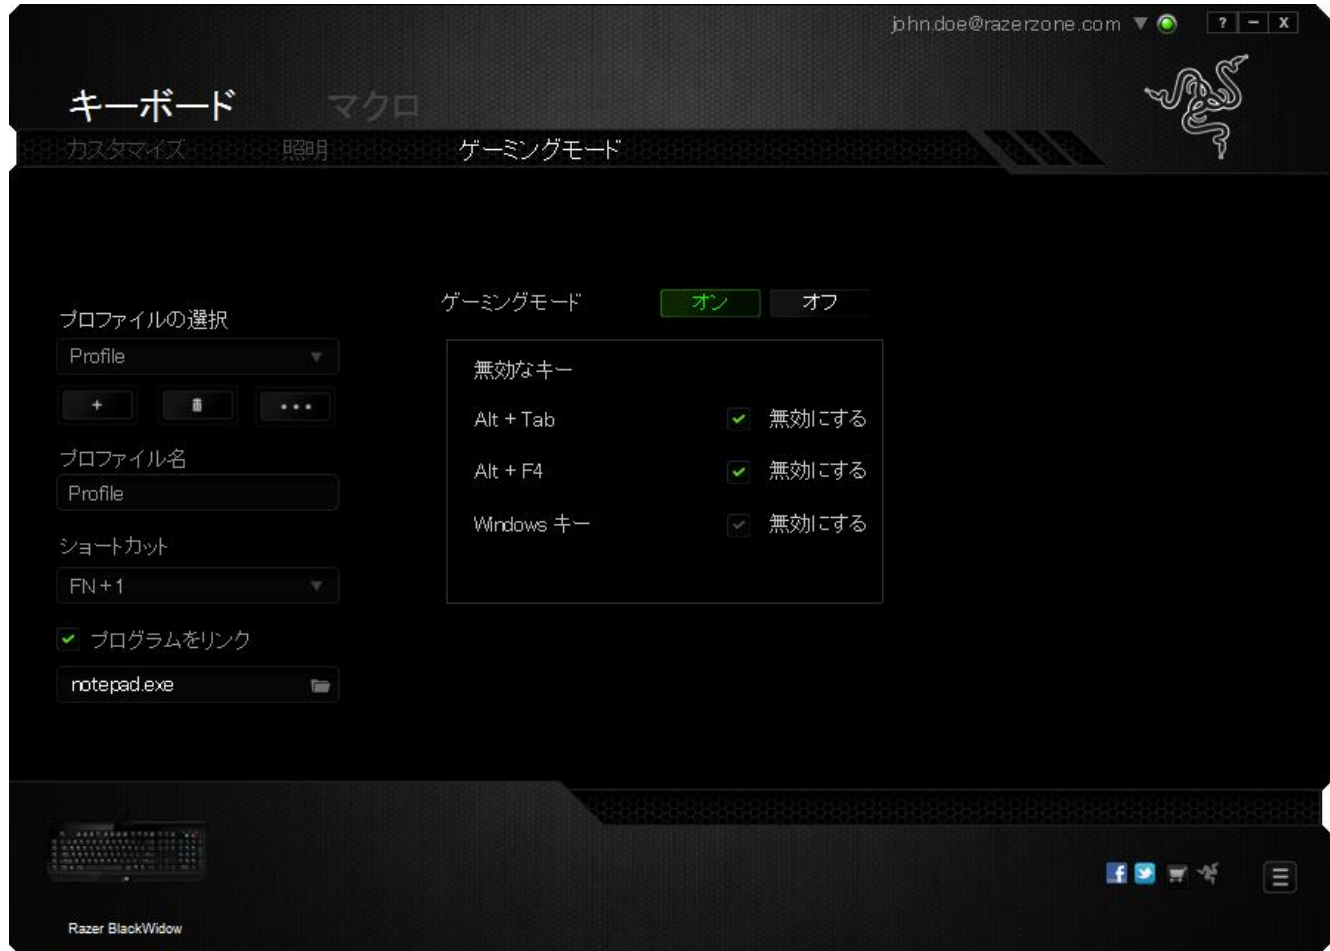 john.doe@razerzone.com
? - X
キーボード マクロ
カスタマイズ 照明 ゲーミングモード
プロファイルの選択
Profile
+
プロファイル名
Profile
ショートカット
FN + 1
プログラムをリンク
notepad.exe
ゲーミングモード オン オフ
無効なキー
Alt + Tab 無効にする
Alt + F4 無効にする
Windows キー 無効にする
Razer BlackWidow